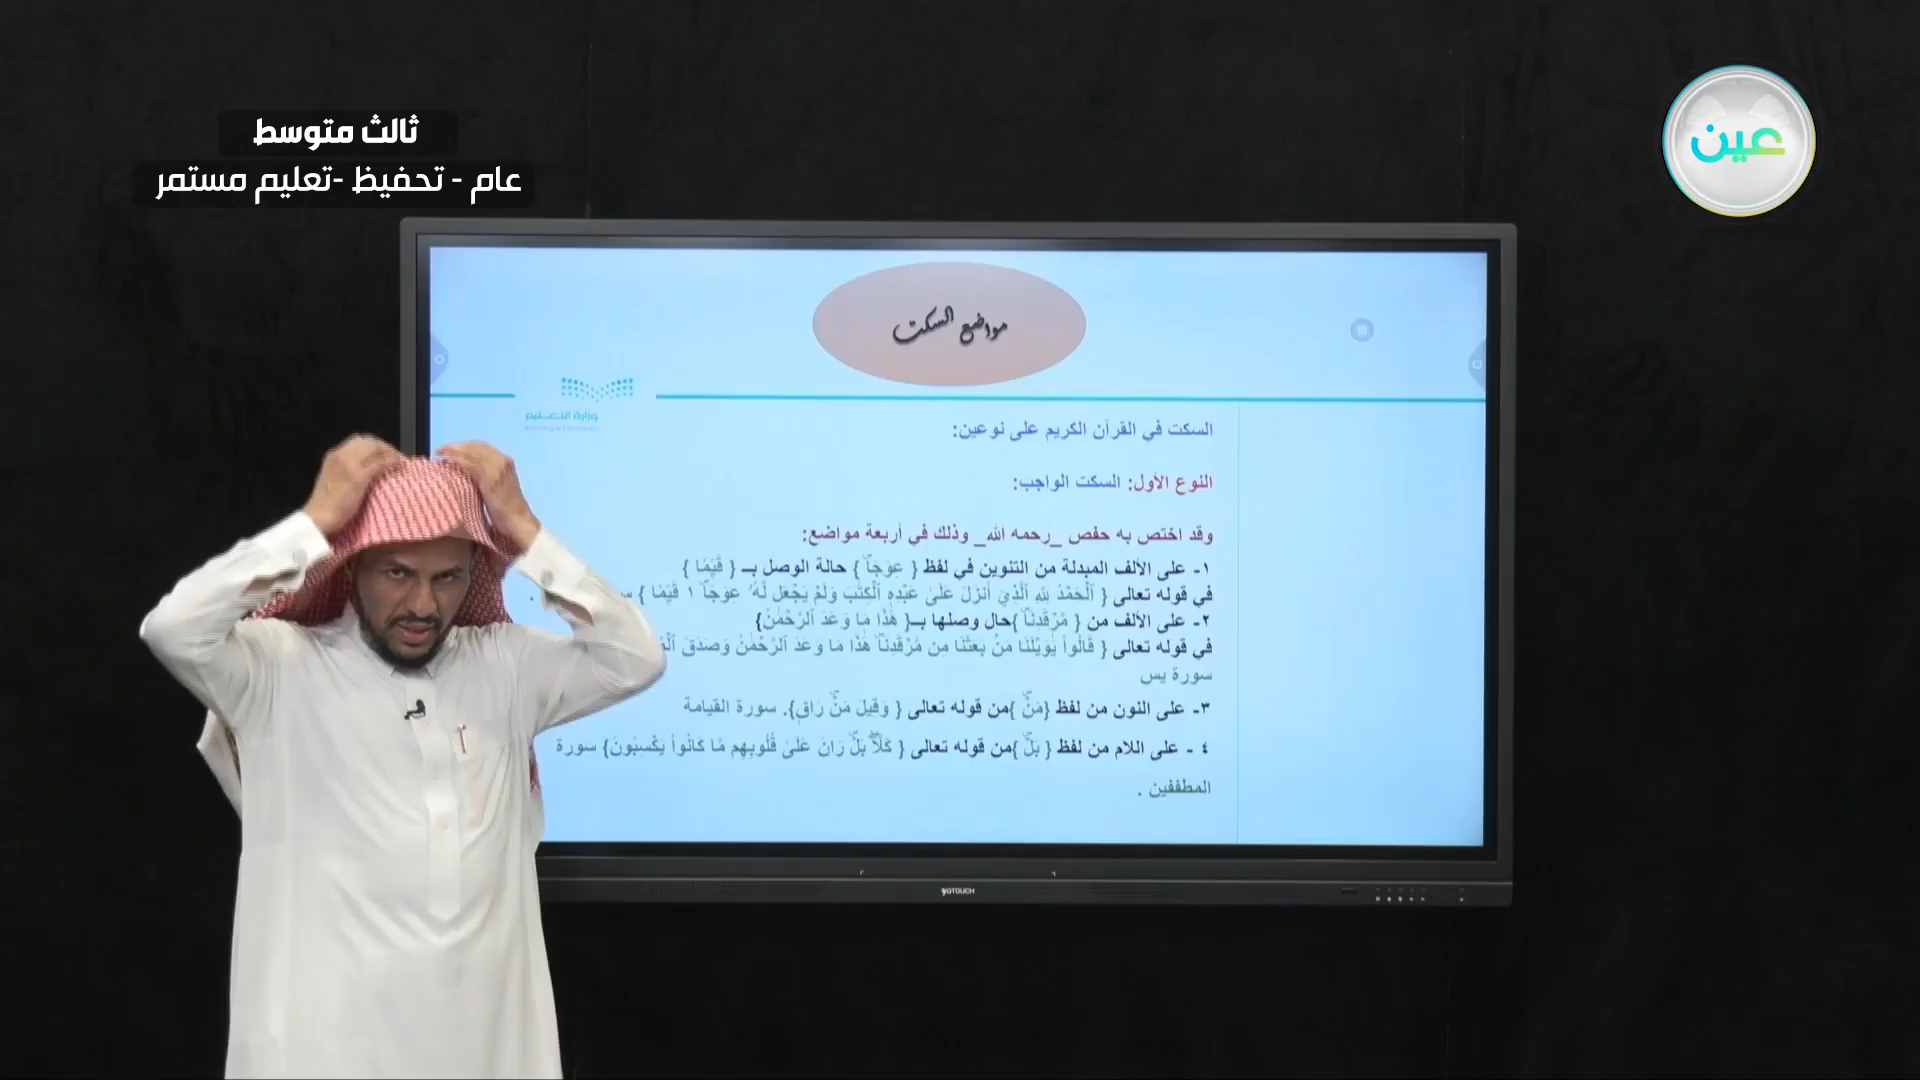 ثالث متوسط
عام - تحفيظ -تعليم مستمر
عين
مواضع السكت
وزارة التعليم
السكت في القرآن الكريم على نوعين:
النوع الأول: السكت الواجب:
وقد اختص به حفص _رحمه الله_ وذلك في أربعة مواضع:
١- على الألف المبدلة من التنوين في لفظ { عِوَجَاۜ } حالة الوصل بـ { قَيِّمٗا }
في قوله تعالى { ٱلۡحَمۡدُ لِلَّهِ ٱلَّذِيٓ أَنزَلَ عَلَىٰ عَبۡدِهِ ٱلۡكِتَٰبَ وَلَمۡ يَجۡعَل لَّهُۥ عِوَجَاۜ ١ قَيِّمٗا } .
٢- على الألف من { مَّرۡقَدِنَاۜ }حال وصلها بـ{ هَٰذَا مَا وَعَدَ ٱلرَّحۡمَٰنُ}
في قوله تعالى { قَالُواْ يَٰوَيۡلَنَا مَنۢ بَعَثَنَا مِن مَّرۡقَدِنَاۜ هَٰذَا مَا وَعَدَ ٱلرَّحۡمَٰنُ وَصَدَقَ
سورة يس
٣- على النون من لفظ {مَنۡۜ }من قوله تعالى { وَقِيلَ مَنۡۜ رَاقٖ}. سورة القيامة
٤ - على اللام من لفظ { بَلۡۜ }من قوله تعالى { كَلَّاۖ بَلۡۜ رَانَ عَلَىٰ قُلُوبِهِم مَّا كَانُواْ يَكۡسِبُونَ} سورة
المطففين .
GTOUCH